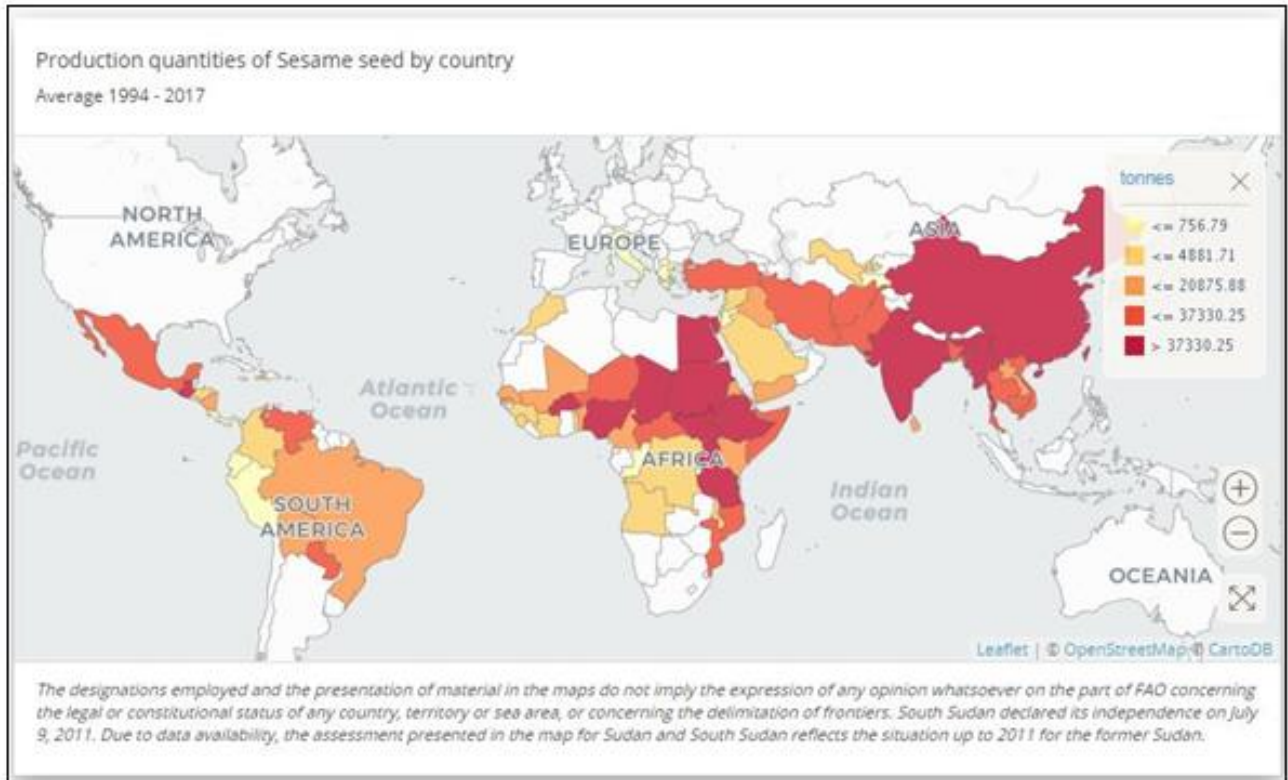 Production quantities of Sesame seed by country
Average 1994 - 2017
tonnes
<= 756.79
<= 4881.71
<= 20875.88
<= 37330.25
> 37330.25
NORTH
AMERICA
EUROPE
ASIA
Atlantic
Ocean
Pacific
Ocean
AFRICA
SOUTH
AMERICA
Indian
Ocean
OCEANIA
Leaflet | © OpenStreetMap © CartoDB
The designations employed and the presentation of material in the maps do not imply the expression of any opinion whatsoever on the part of FAO concerning
the legal or constitutional status of any country, territory or sea area, or concerning the delimitation of frontiers. South Sudan declared its independence on July
9, 2011. Due to data availability, the assessment presented in the map for Sudan and South Sudan reflects the situation up to 2011 for the former Sudan.